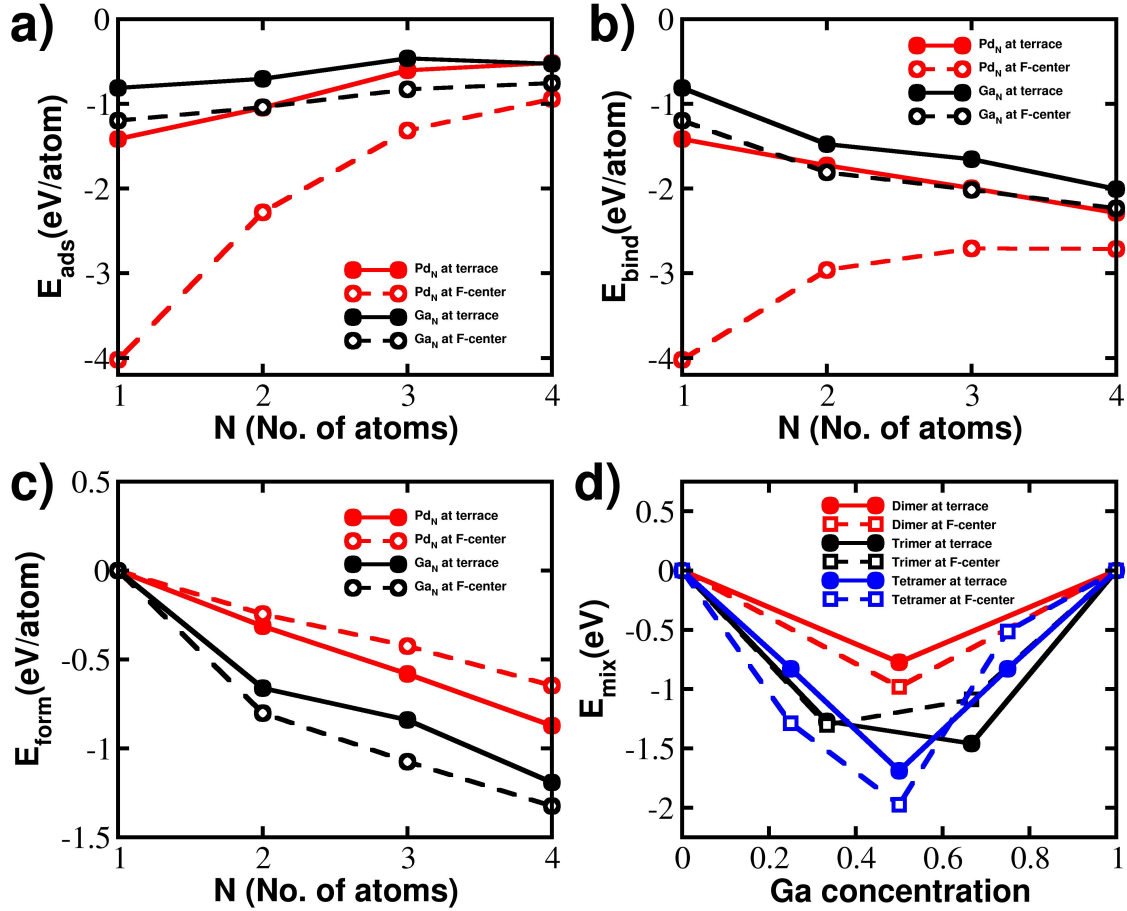 a)
0
-1
-2
-3
-4
E_ads(eV/atom)
Pd_N at terrace
Pd_N at F-center
Ga_N at terrace
Ga_N at F-center
1 2 3 4
N (No. of atoms)
b)
0
-1
-2
-3
-4
E_bind(eV/atom)
Pd_N at terrace
Pd_N at F-center
Ga_N at terrace
Ga_N at F-center
1 2 3 4
N (No. of atoms)
c)
0.5
0
-0.5
-1
-1.5
E_form(eV/atom)
Pd_N at terrace
Pd_N at F-center
Ga_N at terrace
Ga_N at F-center
1 2 3 4
N (No. of atoms)
d)
0.5
0
-0.5
-1
-1.5
-2
E_mix(eV)
Dimer at terrace
Dimer at F-center
Trimer at terrace
Trimer at F-center
Tetramer at terrace
Tetramer at F-center
0 0.2 0.4 0.6 0.8 1
Ga concentration